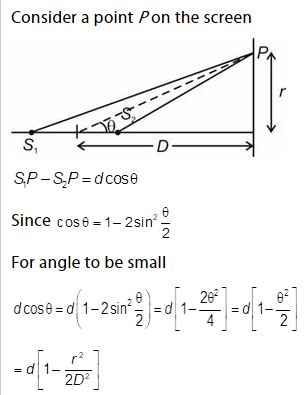 Consider a point P on the screen
P
r
S₂
θ
S₁
D
S₁P – S₂P = d cosθ
Since cosθ = 1 – 2sin² θ/2
For angle to be small
d cosθ = d(1–2sin² θ/2) = d[1– 2θ²/4] = d[1– θ²/2]
= d[1– r²/2D²]